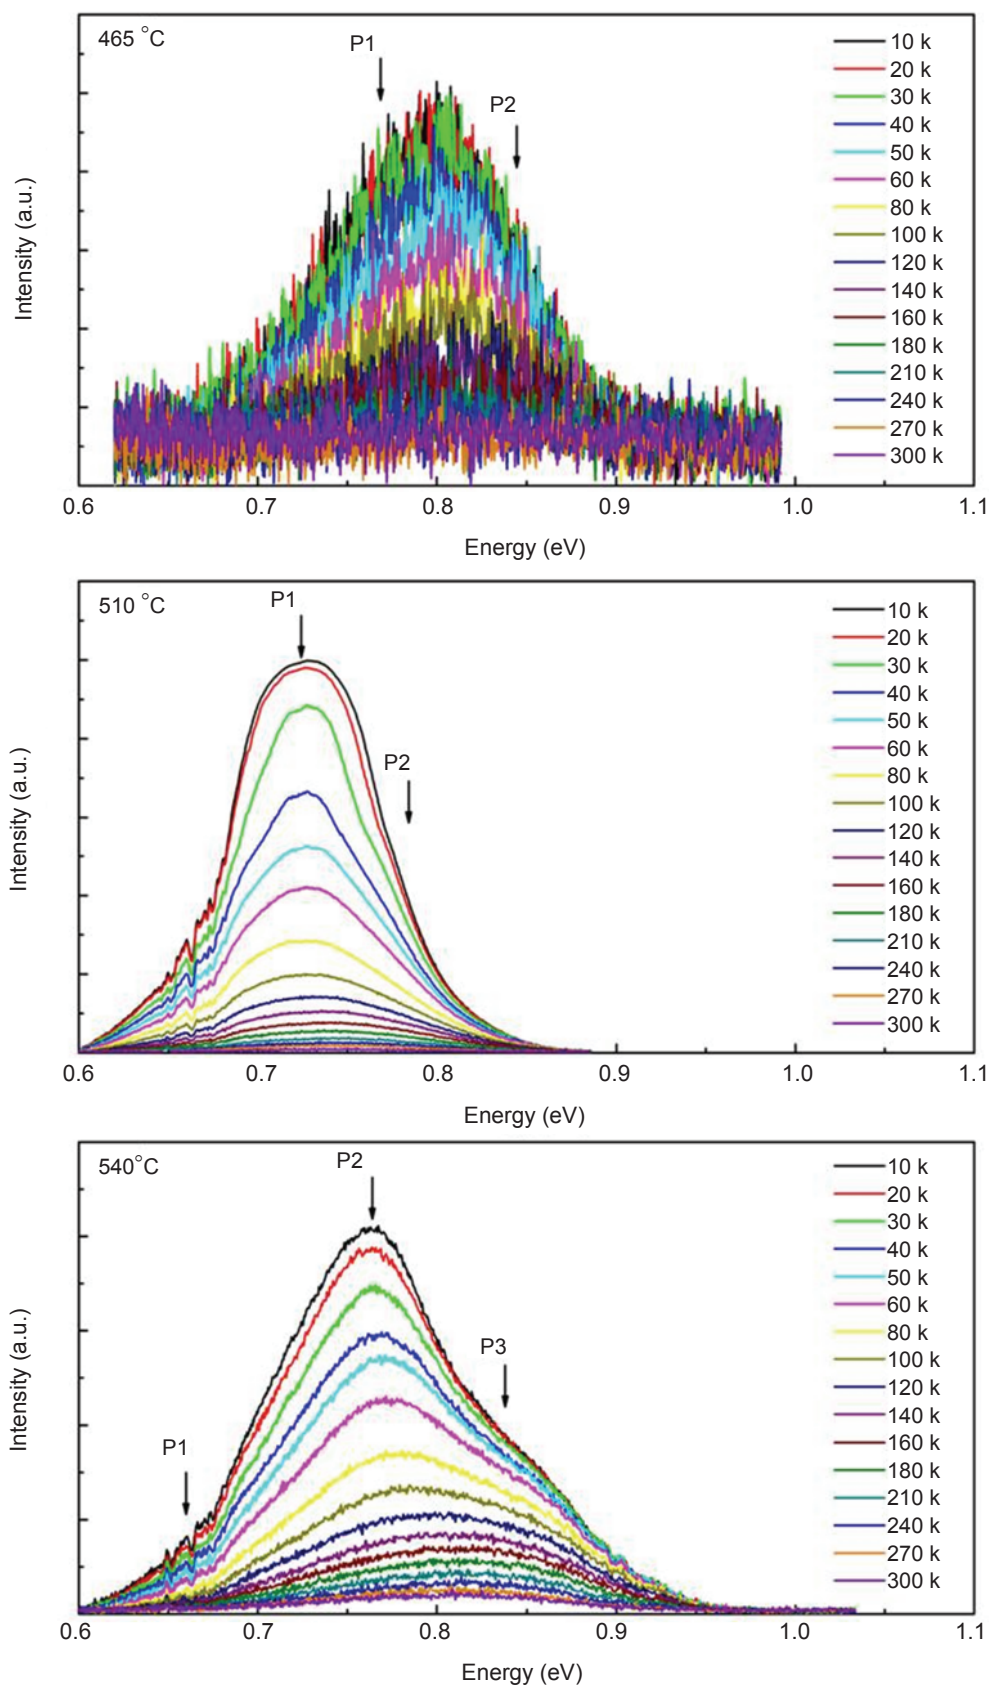 465 °C
P1
P2
10 k
20 k
30 k
40 k
50 k
60 k
80 k
100 k
120 k
140 k
160 k
180 k
210 k
240 k
270 k
300 k
Intensity (a.u.)
0.6 0.7 0.8 0.9 1.0 1.1
Energy (eV)
510 °C
P1
P2
10 k
20 k
30 k
40 k
50 k
60 k
80 k
100 k
120 k
140 k
160 k
180 k
210 k
240 k
270 k
300 k
Intensity (a.u.)
0.6 0.7 0.8 0.9 1.0 1.1
Energy (eV)
540°C
P2
P3
P1
10 k
20 k
30 k
40 k
50 k
60 k
80 k
100 k
120 k
140 k
160 k
180 k
210 k
240 k
270 k
300 k
Intensity (a.u.)
0.6 0.7 0.8 0.9 1.0 1.1
Energy (eV)